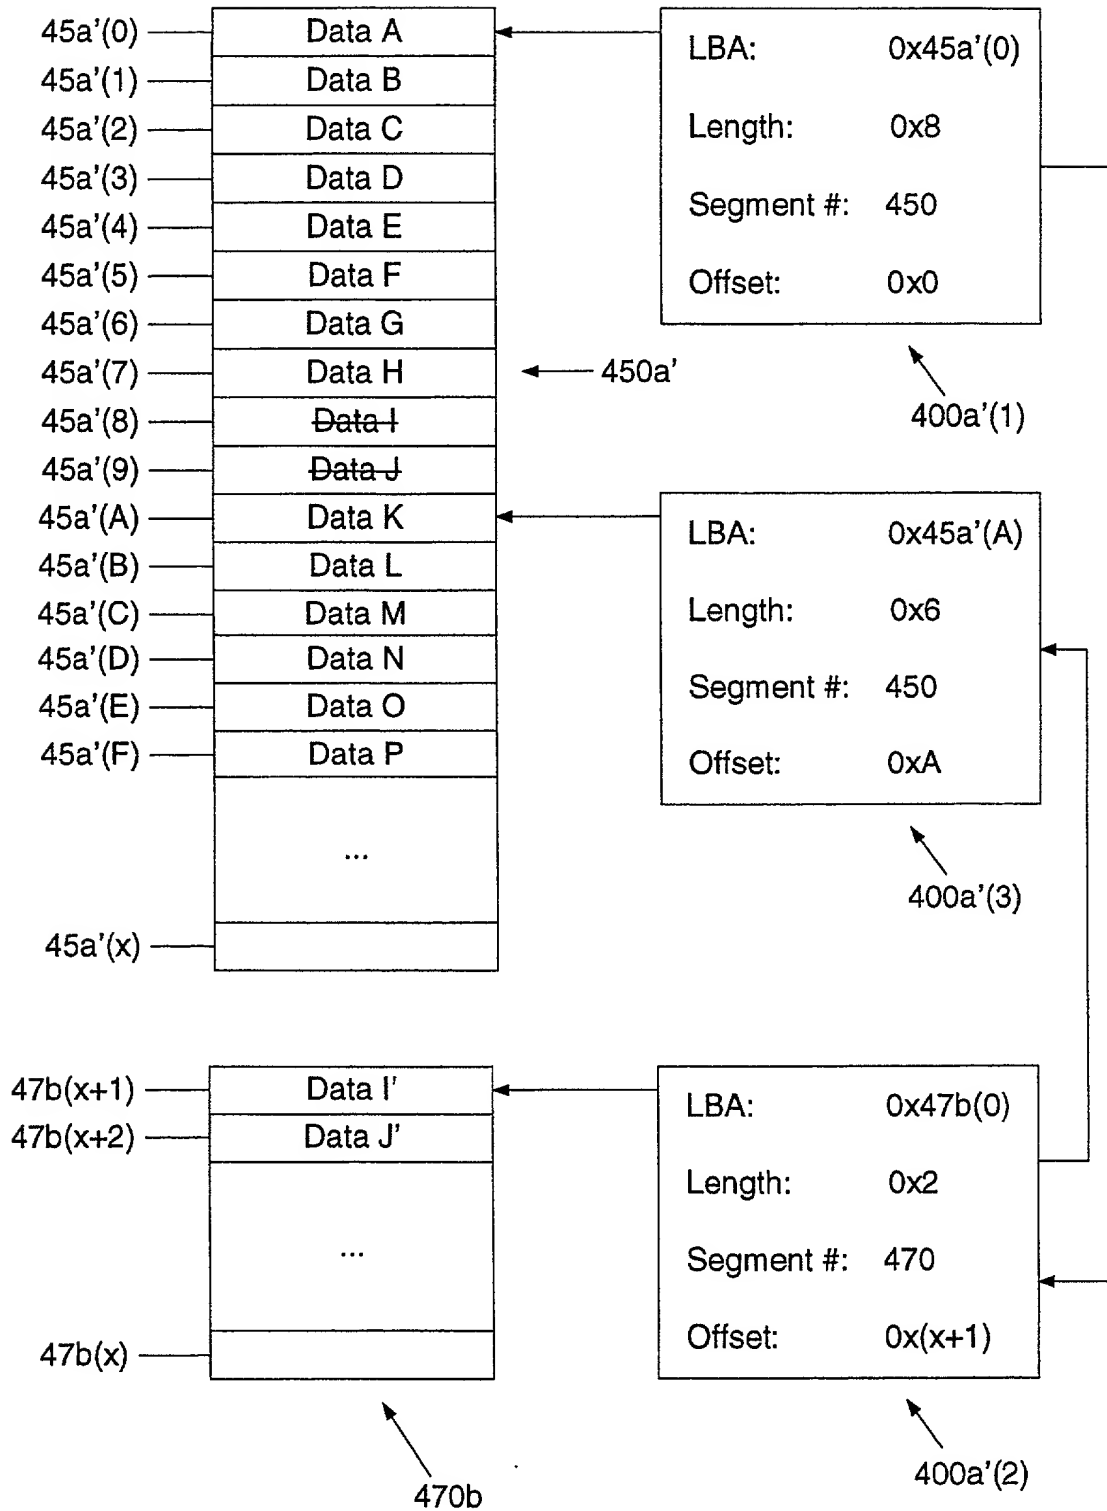 45a'(0) Data A
45a'(1) Data B
45a'(2) Data C
45a'(3) Data D
45a'(4) Data E
45a'(5) Data F
45a'(6) Data G
45a'(7) Data H
45a'(8) Data I
45a'(9) Data J
45a'(A) Data K
45a'(B) Data L
45a'(C) Data M
45a'(D) Data N
45a'(E) Data O
45a'(F) Data P
...
45a'(x)
450a'
LBA: 0x45a'(0)
Length: 0x8
Segment #: 450
Offset: 0x0
400a'(1)
LBA: 0x45a'(A)
Length: 0x6
Segment #: 450
Offset: 0xA
400a'(3)
47b(x+1) Data I'
47b(x+2) Data J'
...
47b(x)
470b
LBA: 0x47b(0)
Length: 0x2
Segment #: 470
Offset: 0x(x+1)
400a'(2)